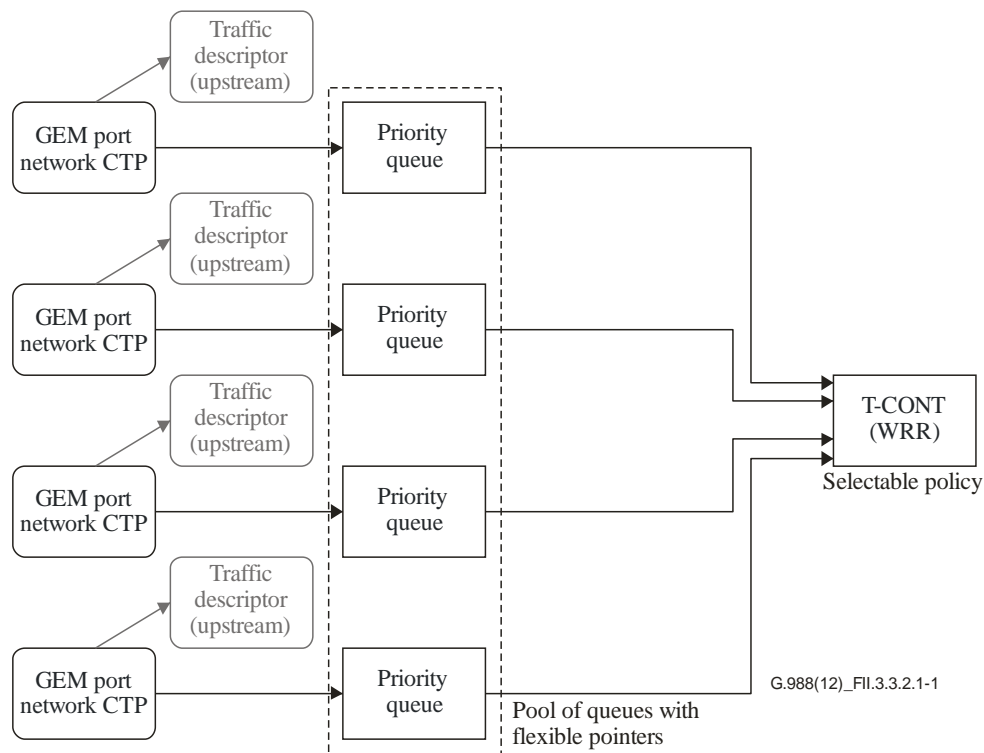 Traffic
descriptor
(upstream)
GEM port
network CTP
Priority
queue
Traffic
descriptor
(upstream)
GEM port
network CTP
Priority
queue
T-CONT
(WRR)
Selectable policy
Traffic
descriptor
(upstream)
GEM port
network CTP
Priority
queue
Traffic
descriptor
(upstream)
GEM port
network CTP
Priority
queue
G.988(12)_FII.3.3.2.1-1
Pool of queues with
flexible pointers